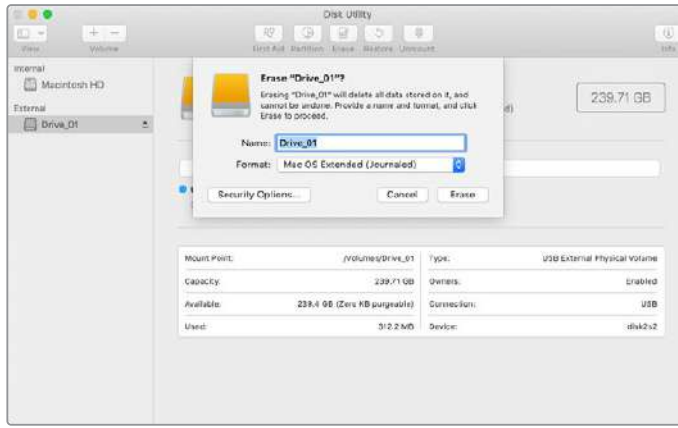 Disk Utility
View
Volume
First Aid Partition Erase Restore Unmount
Info
Internal
Macintosh HD
External
Drive_01
Erase "Drive_01"?
Erasing "Drive_01" will delete all data stored on it, and
cannot be undone. Provide a name and format, and click
Erase to proceed.
Name: Drive_01
Format: Mac OS Extended (Journaled)
Security Options...
Cancel
Erase
239.71 GB
Mount Point: /Volumes/Drive_01
Type: USB External Physical Volume
Capacity: 239.71 GB
Owners: Enabled
Available: 239.4 GB (Zero KB purgeable)
Connection: USB
Used: 312.2 MB
Device: disk2s2